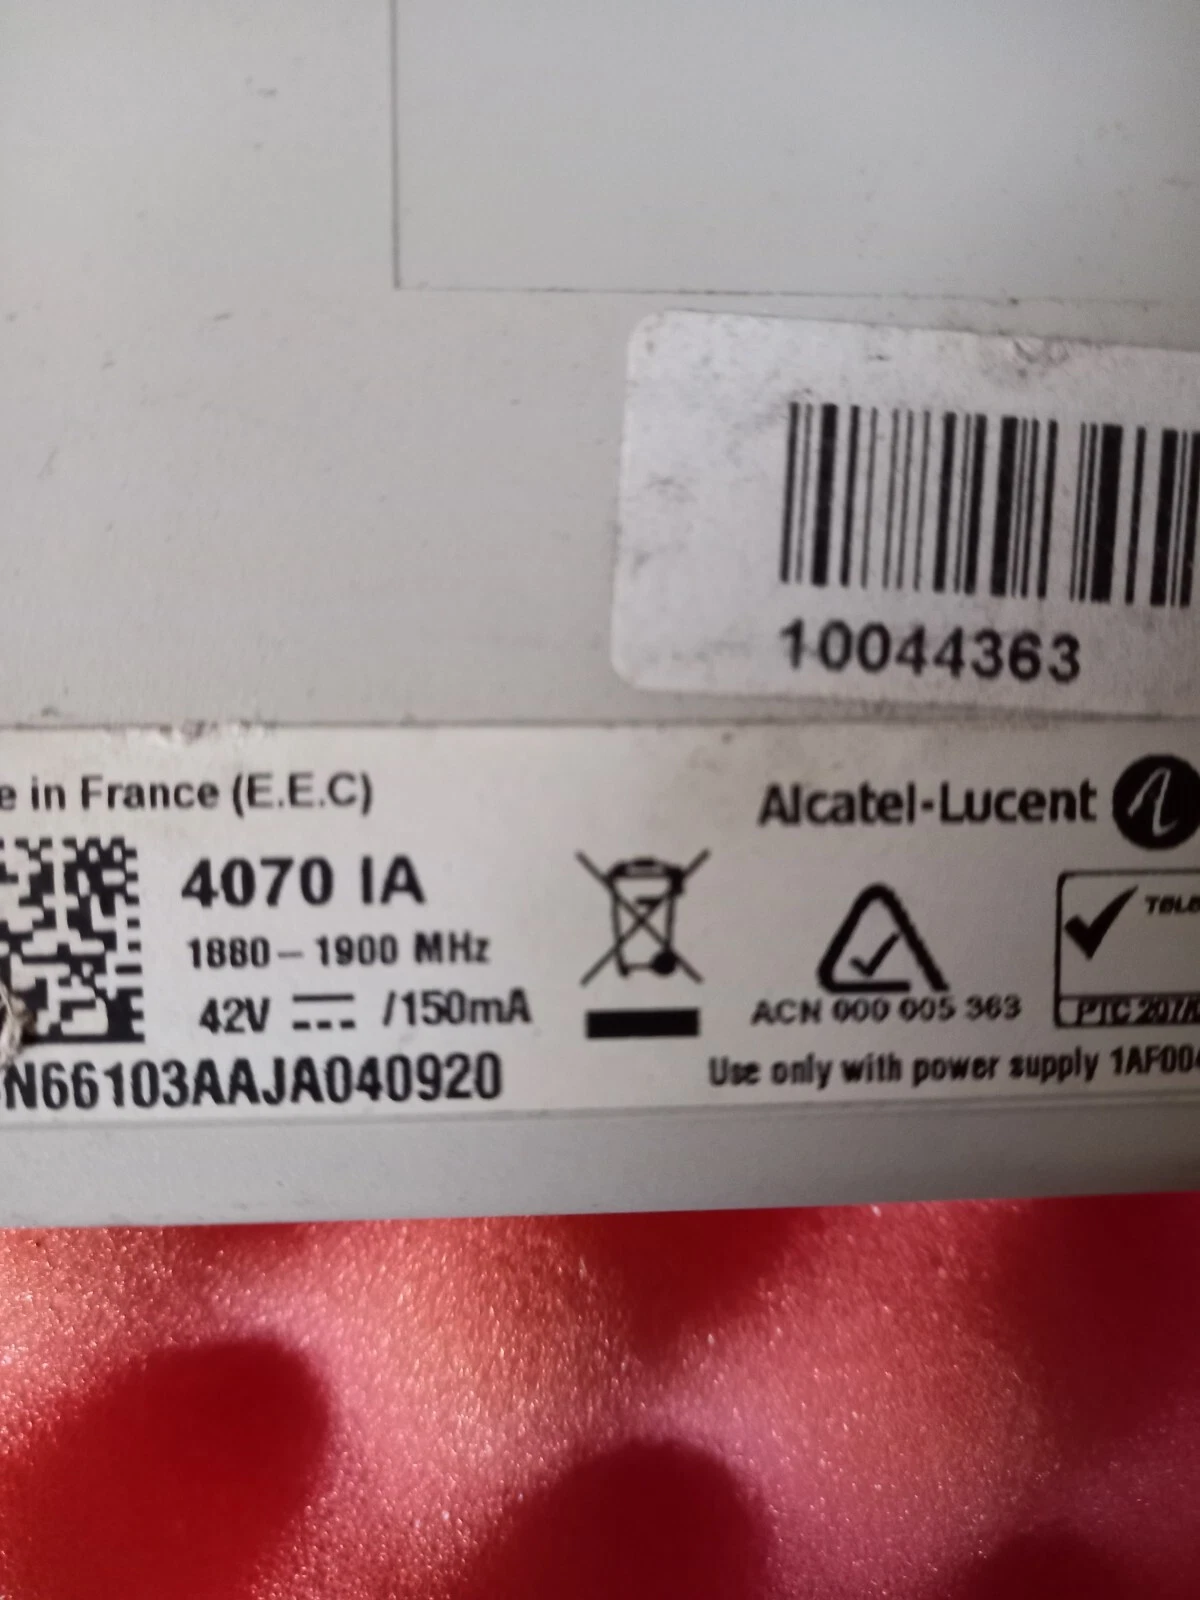 10044363
e in France (E.E.C)
Alcatel-Lucent
4070 IA
1880 – 1900 MHz
42V /150mA
ACN 000 005 363
N66103AAJA040920
Use only with power supply 1AF00